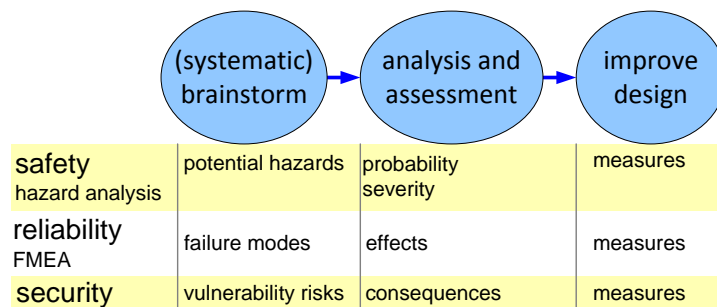 (systematic)
brainstorm
analysis and
assessment
improve
design
safety
hazard analysis
potential hazards
probability
severity
measures
reliability
FMEA
failure modes
effects
measures
security
vulnerability risks
consequences
measures